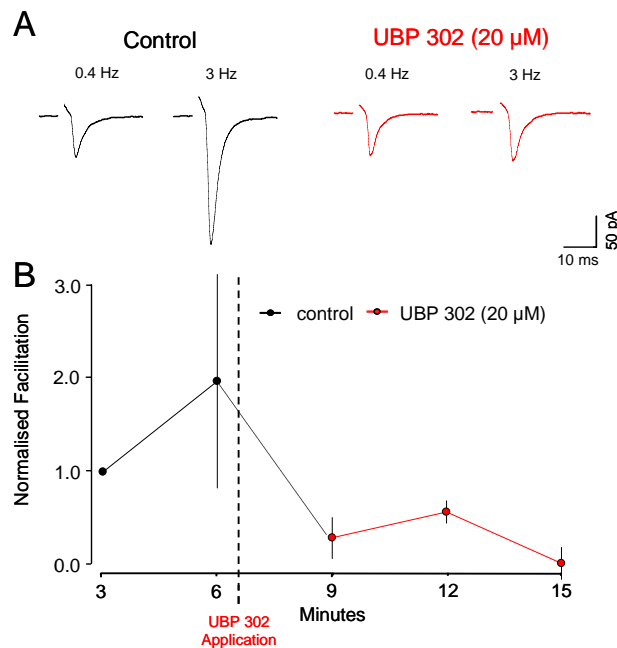 A
Control
UBP 302 (20 µM)
0.4 Hz
3 Hz
0.4 Hz
3 Hz
50 pA
10 ms
B
3.0
2.0
1.0
0.0
Normalised Facilitation
control
UBP 302 (20 µM)
3
6
9
12
15
Minutes
UBP 302
Application